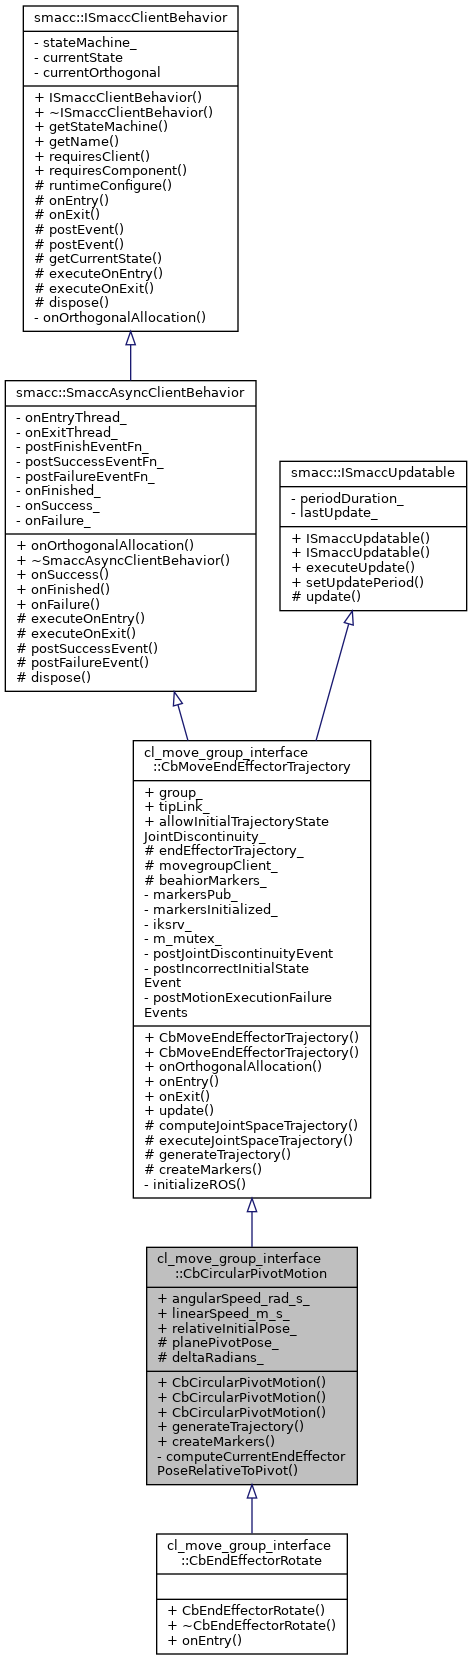 smacc::ISmaccClientBehavior
- stateMachine_
- currentState
- currentOrthogonal
+ ISmaccClientBehavior()
+ ~ISmaccClientBehavior()
+ getStateMachine()
+ getName()
+ requiresClient()
+ requiresComponent()
# runtimeConfigure()
# onEntry()
# onExit()
# postEvent()
# postEvent()
# getCurrentState()
# executeOnEntry()
# executeOnExit()
# dispose()
- onOrthogonalAllocation()
smacc::SmaccAsyncClientBehavior
- onEntryThread_
- onExitThread_
- postFinishEventFn_
- postSuccessEventFn_
- postFailureEventFn_
- onFinished_
- onSuccess_
- onFailure_
+ onOrthogonalAllocation()
+ ~SmaccAsyncClientBehavior()
+ onSuccess()
+ onFinished()
+ onFailure()
# executeOnEntry()
# executeOnExit()
# postSuccessEvent()
# postFailureEvent()
# dispose()
smacc::ISmaccUpdatable
- periodDuration_
- lastUpdate_
+ ISmaccUpdatable()
+ ISmaccUpdatable()
+ executeUpdate()
+ setUpdatePeriod()
# update()
cl_move_group_interface
::CbMoveEndEffectorTrajectory
+ group_
+ tipLink_
+ allowInitialTrajectoryState
JointDiscontinuity_
# endEffectorTrajectory_
# movegroupClient_
# beahiorMarkers_
- markersPub_
- markersInitialized_
- iksrv_
- m_mutex_
- postJointDiscontinuityEvent
- postIncorrectInitialState
Event
- postMotionExecutionFailure
Events
+ CbMoveEndEffectorTrajectory()
+ CbMoveEndEffectorTrajectory()
+ onOrthogonalAllocation()
+ onEntry()
+ onExit()
+ update()
# computeJointSpaceTrajectory()
# executeJointSpaceTrajectory()
# generateTrajectory()
# createMarkers()
- initializeROS()
cl_move_group_interface
::CbCircularPivotMotion
+ angularSpeed_rad_s_
+ linearSpeed_m_s_
+ relativeInitialPose_
# planePivotPose_
# deltaRadians_
+ CbCircularPivotMotion()
+ CbCircularPivotMotion()
+ CbCircularPivotMotion()
+ generateTrajectory()
+ createMarkers()
- computeCurrentEndEffector
PoseRelativeToPivot()
cl_move_group_interface
::CbEndEffectorRotate
+ CbEndEffectorRotate()
+ ~CbEndEffectorRotate()
+ onEntry()